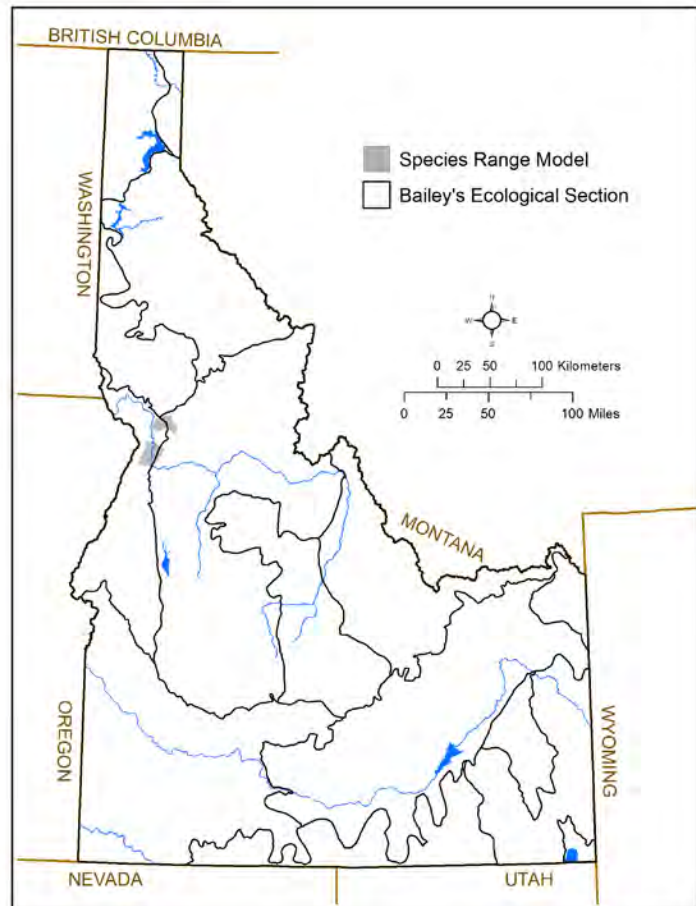 BRITISH COLUMBIA
WASHINGTON
Species Range Model
Bailey's Ecological Section
N
W
E
S
0 25 50 100 Kilometers
0 25 50 100 Miles
MONTANA
OREGON
WYOMING
NEVADA
UTAH